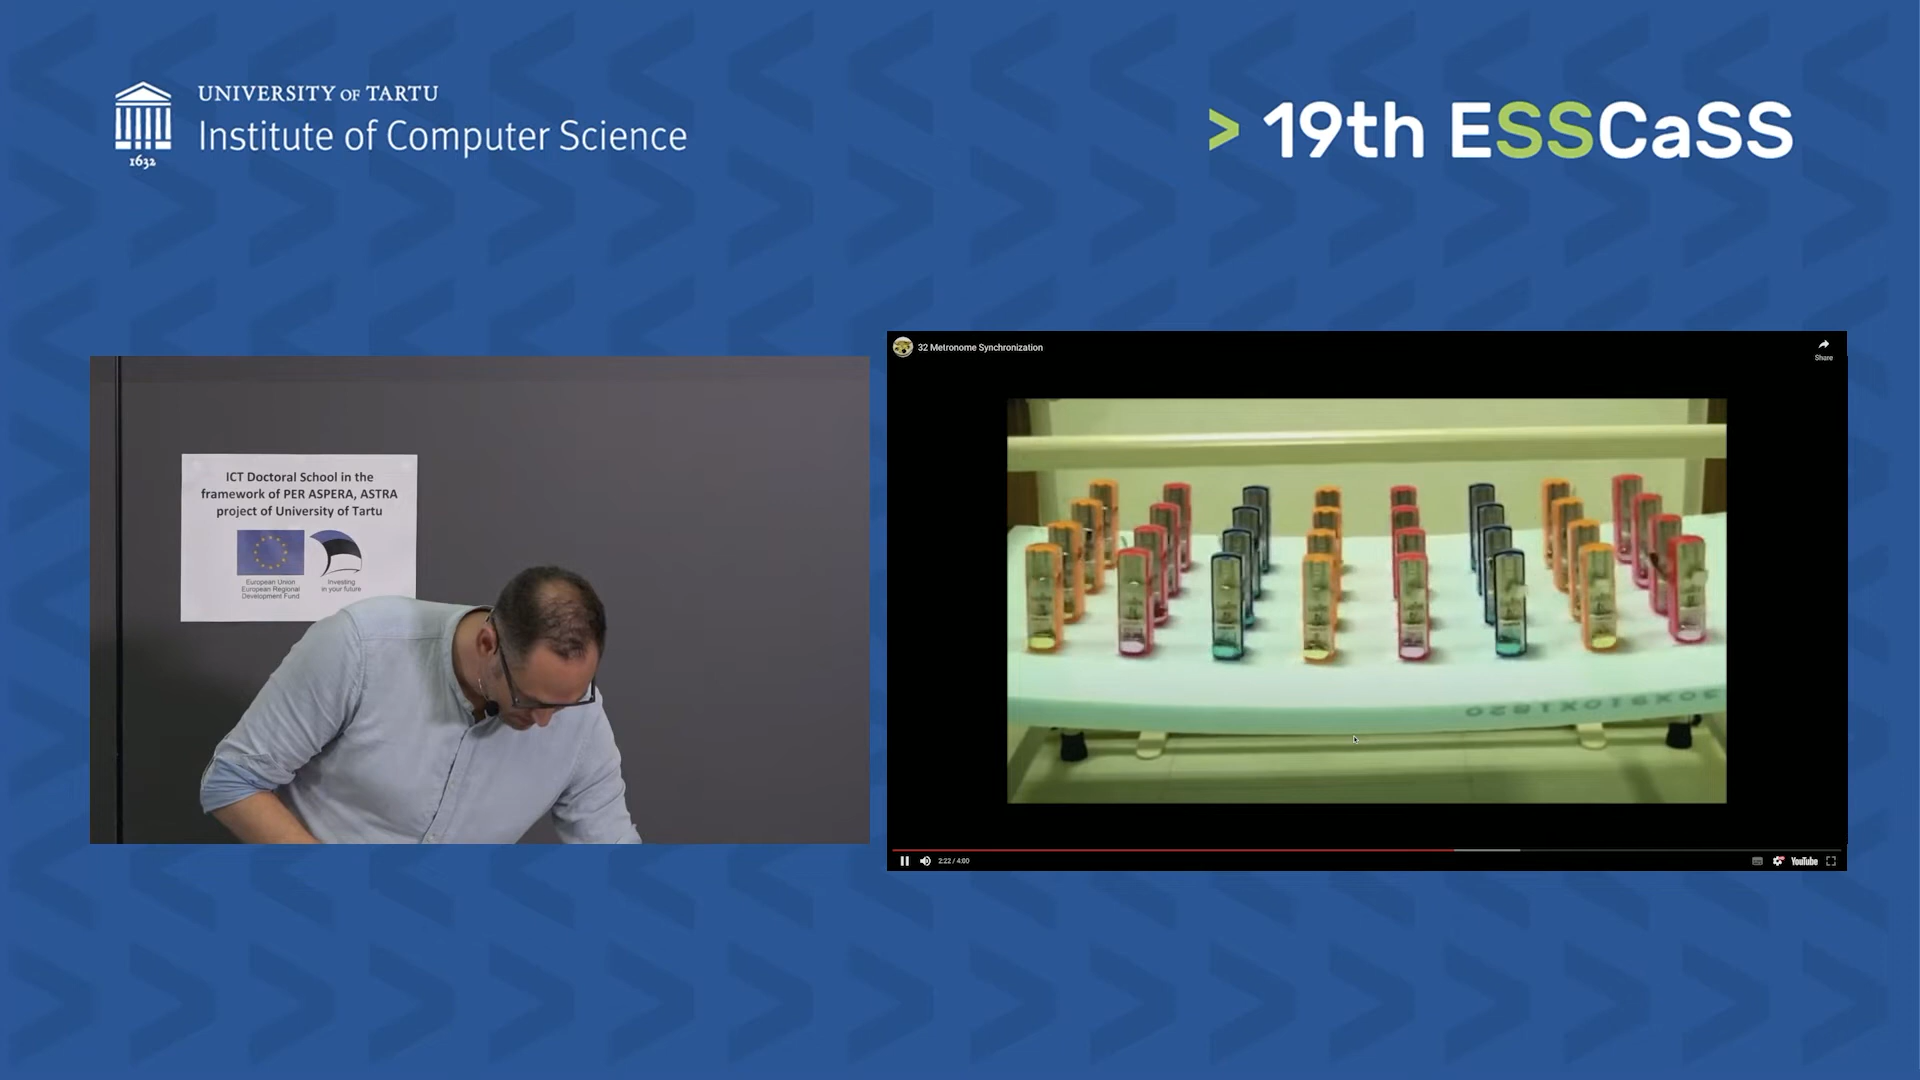 UNIVERSITY OF TARTU
Institute of Computer Science
1632
> 19th ESSCaSS
ICT Doctoral School in the
framework of PER ASPERA, ASTRA
project of University of Tartu
European Union
European Regional
Development Fund
Investing
in your future
32 Metronome Synchronization
Share
30X910X1820
2:22 / 4:00
YouTube